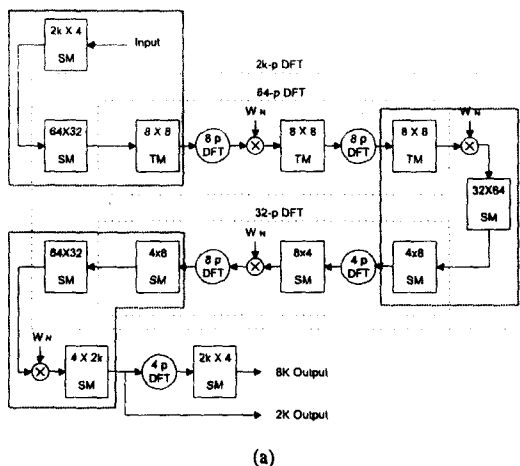 2k X 4
SM
Input
2k-p DFT
64-p DFT
64X32
SM
8 X 8
TM
8 p
DFT
W N
8 X 8
TM
8 p
DFT
8 X 8
TM
W N
32X64
SM
32-p DFT
64X32
SM
4x8
SM
8 p
DFT
W N
8x4
SM
4 p
DFT
4x8
SM
W N
4 X 2k
SM
4 p
DFT
2k X 4
SM
8K Output
2K Output
(a)